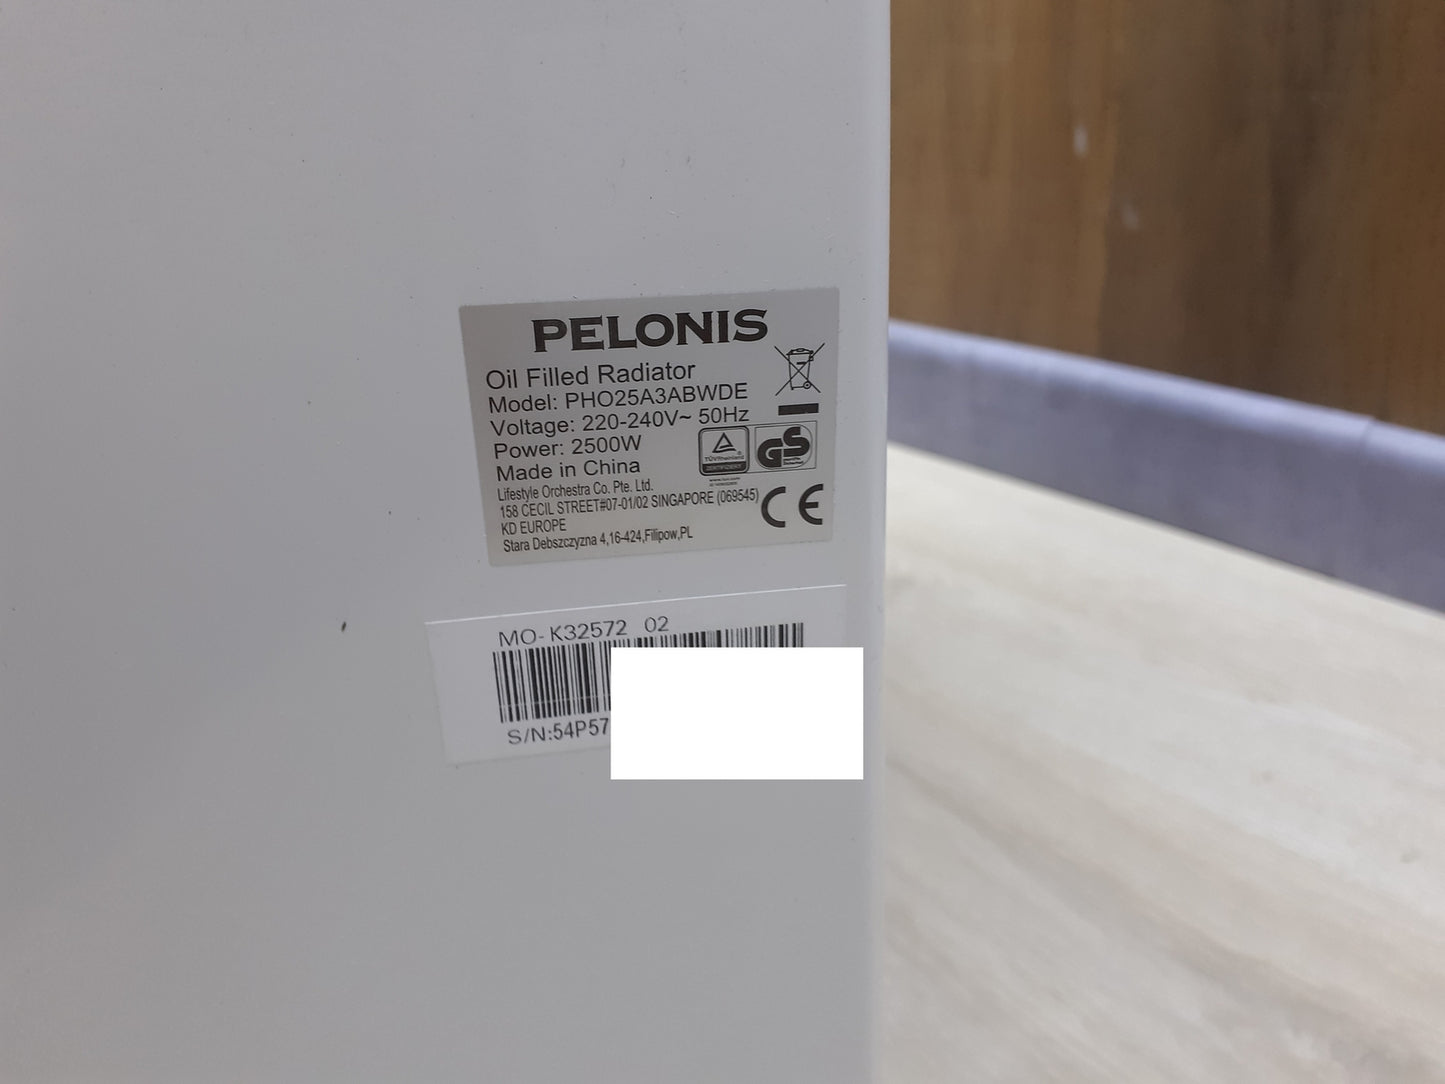 PELONIS
Oil Filled Radiator
Model: PHO25A3ABWDE
Voltage: 220-240V~ 50Hz
Power: 2500W
Made in China
TÜVRheinland
ZERTIFIZIERT
GS
Lifestyle Orchestra Co. Pte. Ltd.
158 CECIL STREET#07-01/02 SINGAPORE (069545)
KD EUROPE
CE
Stara Debszczyzna 4,16-424,Filipow,PL
MO- K32572 02
S/N:54P57